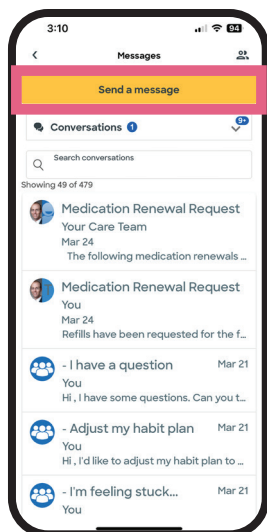 3:10
94
Messages
Send a message
Conversations 1
9+
Search conversations
Showing 49 of 479
Medication Renewal Request
Your Care Team
Mar 24
The following medication renewals ...
Medication Renewal Request
You
Mar 24
Refills have been requested for the f...
- I have a question Mar 21
You
Hi , I have some questions. Can you t...
- Adjust my habit plan Mar 21
You
Hi , I'd like to adjust my habit plan to ...
- I'm feeling stuck... Mar 21
You